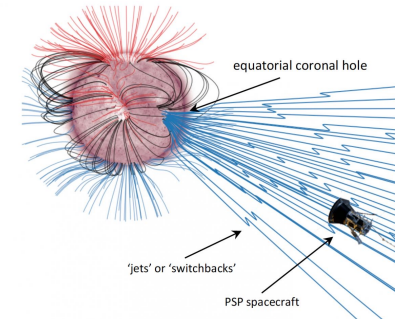 equatorial coronal hole
‘jets’ or ‘switchbacks’
PSP spacecraft